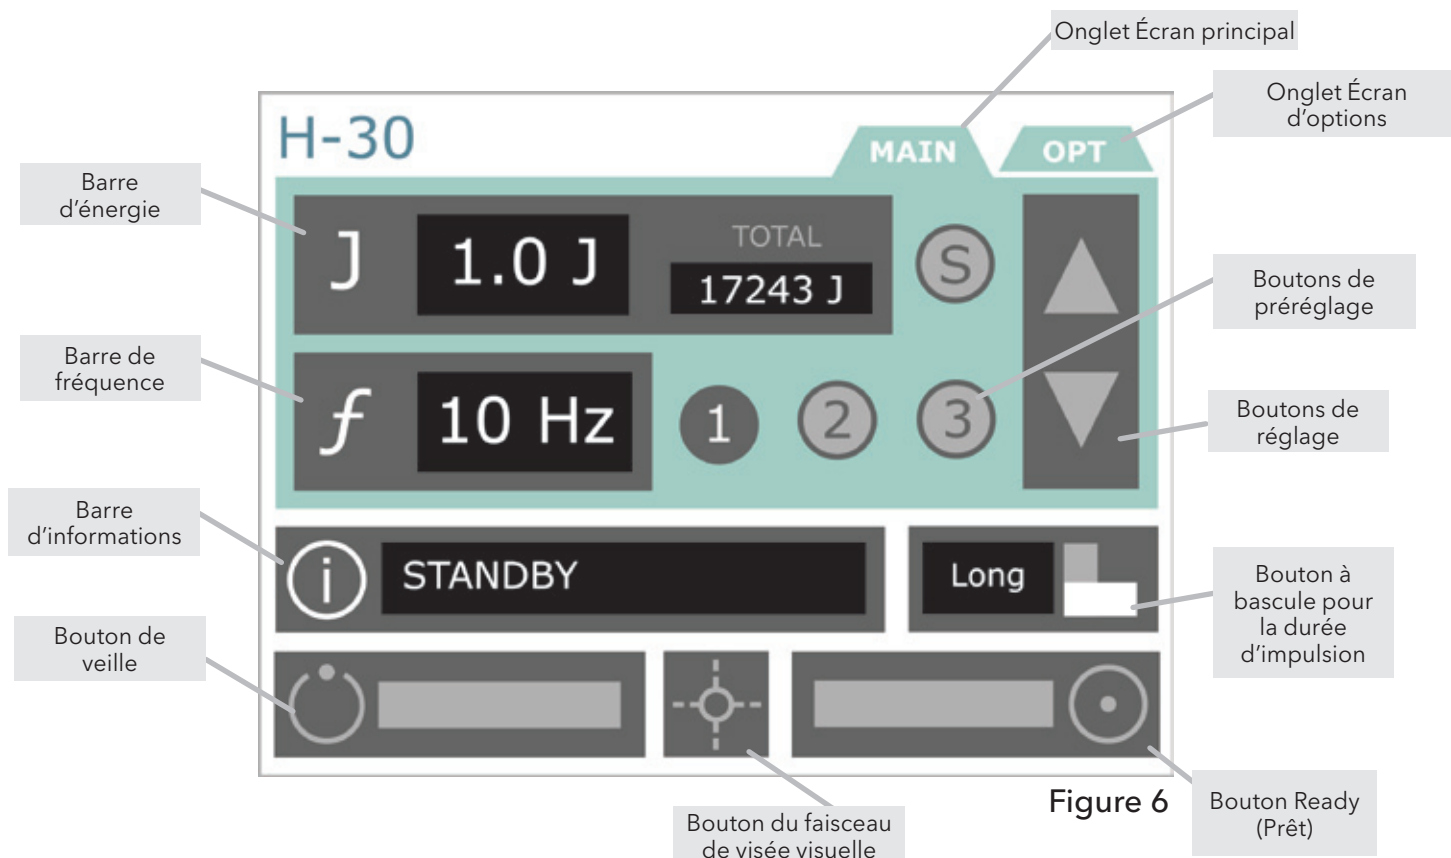 Onglet Écran principal
Onglet Écran
d'options
H-30
MAIN
OPT
Barre
d'énergie
J
1.0 J
TOTAL
17243 J
S
Boutons de
préréglage
Barre de
fréquence
f
10 Hz
1
2
3
Boutons de
réglage
Barre
d'informations
i
STANDBY
Long
Bouton à
bascule pour
la durée
d'impulsion
Bouton de
veille
Figure 6
Bouton Ready
(Prêt)
Bouton du faisceau
de visée visuelle